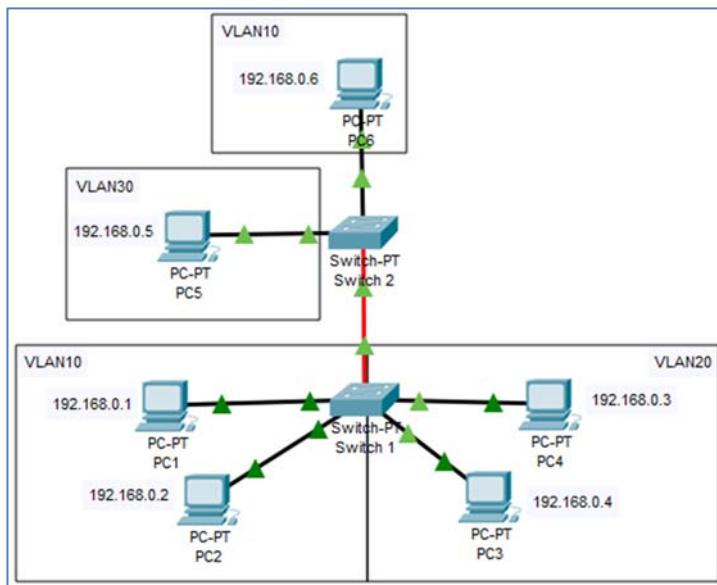 VLAN10
192.168.0.6
PC-PT
PC6
VLAN30
192.168.0.5
PC-PT
PC5
Switch-PT
Switch 2
VLAN10
VLAN20
192.168.0.1
PC-PT
PC1
Switch-PT
Switch 1
192.168.0.3
PC-PT
PC4
192.168.0.2
PC-PT
PC2
192.168.0.4
PC-PT
PC3